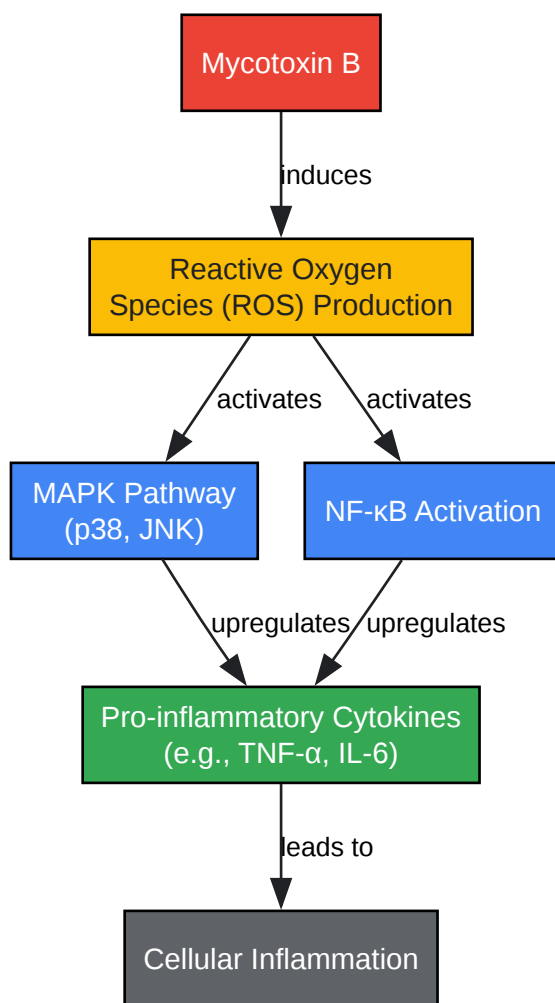 Mycotoxin B
induces
Reactive Oxygen
Species (ROS) Production
activates
activates
MAPK Pathway
(p38, JNK)
NF-κB Activation
upregulates
upregulates
Pro-inflammatory Cytokines
(e.g., TNF-α, IL-6)
leads to
Cellular Inflammation